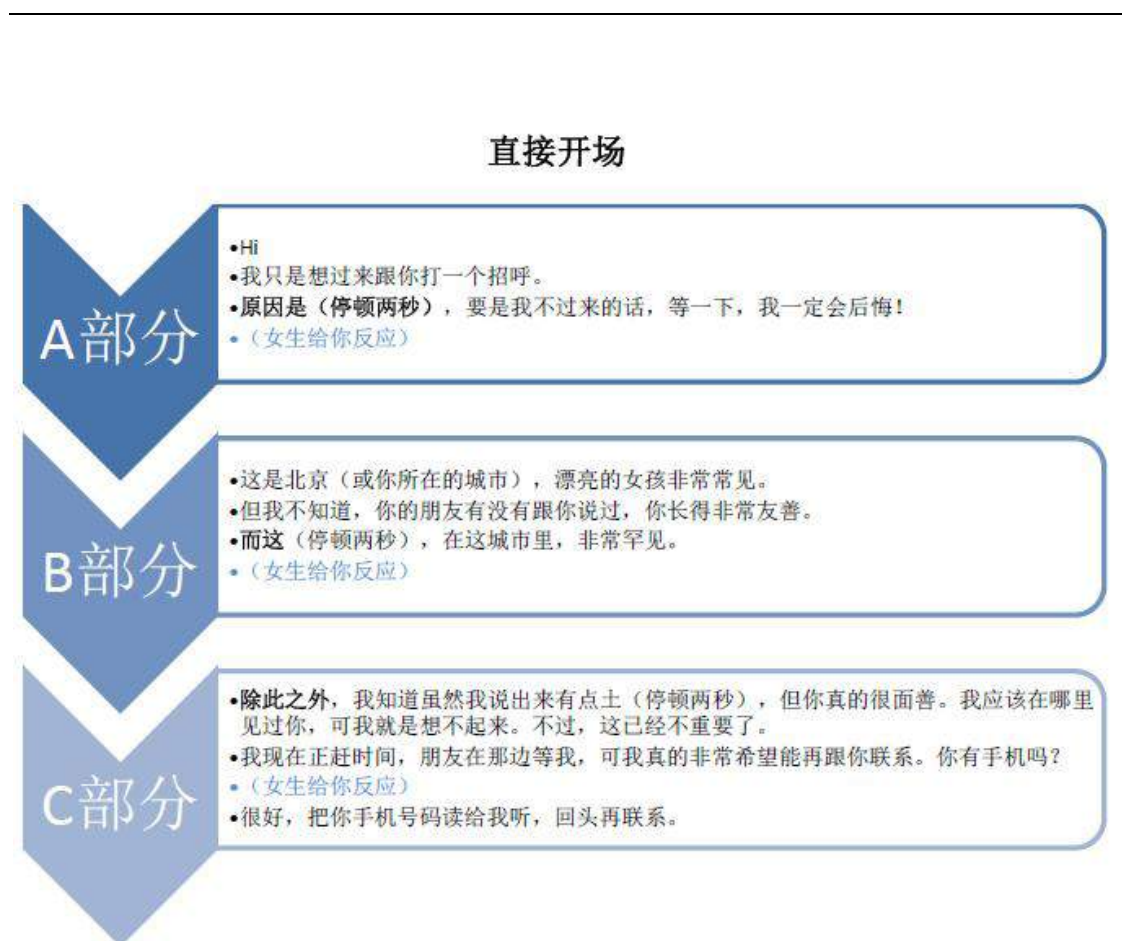 直接开场
A部分
•Hi
•我只是想过来跟你打一个招呼。
•原因是（停顿两秒），要是我不过来的话，等一下，我一定会后悔！
•（女生给你反应）
B部分
•这是北京（或你所在的城市），漂亮的女孩非常常见。
•但我不知道，你的朋友有没有跟你说过，你长得非常友善。
•而这（停顿两秒），在这城市里，非常罕见。
•（女生给你反应）
C部分
•除此之外，我知道虽然我说出来有点土（停顿两秒），但你真的很面善。我应该在哪里
见过你，可我就是想不起来。不过，这已经不重要了。
•我现在正赶时间，朋友在那边等我，可我真的非常希望能再跟你联系。你有手机吗？
•（女生给你反应）
•很好，把你手机号码读给我听，回头再联系。